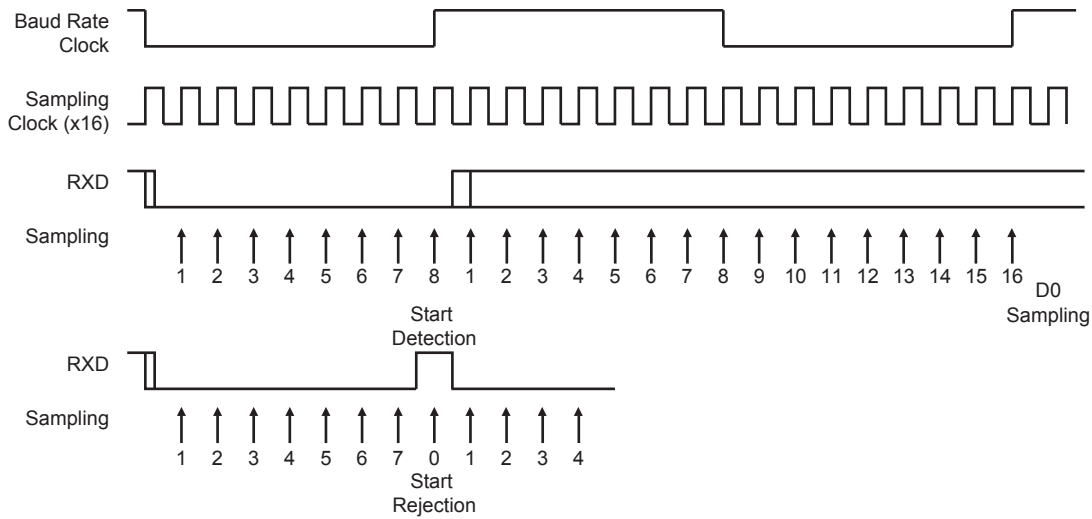 Baud Rate
Clock
Sampling
Clock (x16)
RXD
Sampling
1 2 3 4 5 6 7 8 1 2 3 4 5 6 7 8 9 10 11 12 13 14 15 16
D0
Sampling
Start
Detection
RXD
Sampling
1 2 3 4 5 6 7 0 1 2 3 4
Start
Rejection